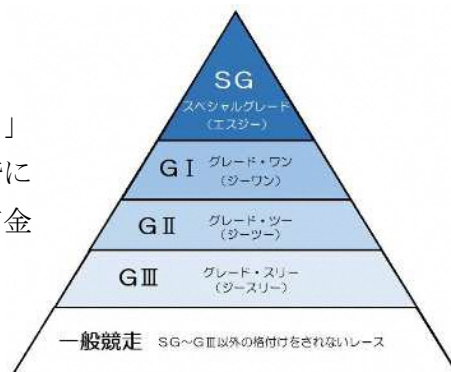 」
に
金
SG
スペシャルグレード
(エスジー)
GⅠ グレード・ワン
(ジーワン)
GⅡ グレード・ツー
(ジーツー)
GⅢ グレード・スリー
(ジースリー)
一般競走 SG~GⅢ以外の格付けをされないレース